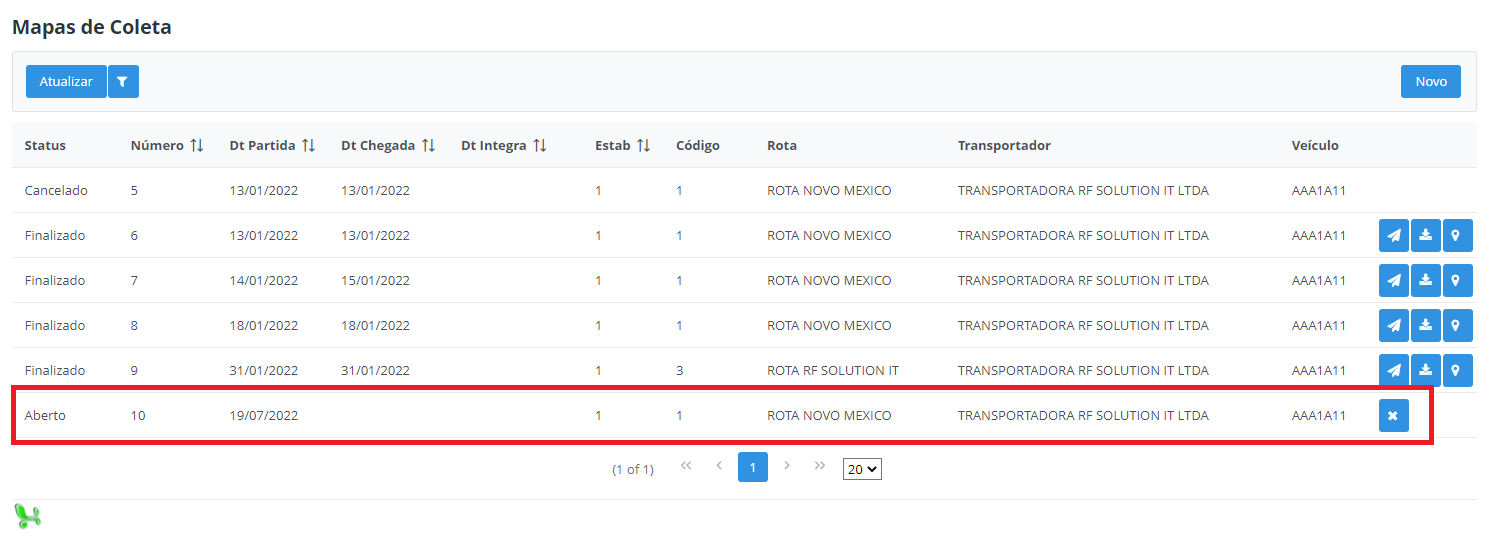 Mapas de Coleta
Atualizar Novo
Status Número Dt Partida Dt Chegada Dt Integra Estab Código Rota Transportador Veículo
Cancelado 5 13/01/2022 13/01/2022 1 1 ROTA NOVO MEXICO TRANSPORTADORA RF SOLUTION IT LTDA AAA1A11
Finalizado 6 13/01/2022 13/01/2022 1 1 ROTA NOVO MEXICO TRANSPORTADORA RF SOLUTION IT LTDA AAA1A11
Finalizado 7 14/01/2022 15/01/2022 1 1 ROTA NOVO MEXICO TRANSPORTADORA RF SOLUTION IT LTDA AAA1A11
Finalizado 8 18/01/2022 18/01/2022 1 1 ROTA NOVO MEXICO TRANSPORTADORA RF SOLUTION IT LTDA AAA1A11
Finalizado 9 31/01/2022 31/01/2022 1 3 ROTA RF SOLUTION IT TRANSPORTADORA RF SOLUTION IT LTDA AAA1A11
Aberto 10 19/07/2022 1 1 ROTA NOVO MEXICO TRANSPORTADORA RF SOLUTION IT LTDA AAA1A11
(1 of 1) 1 20